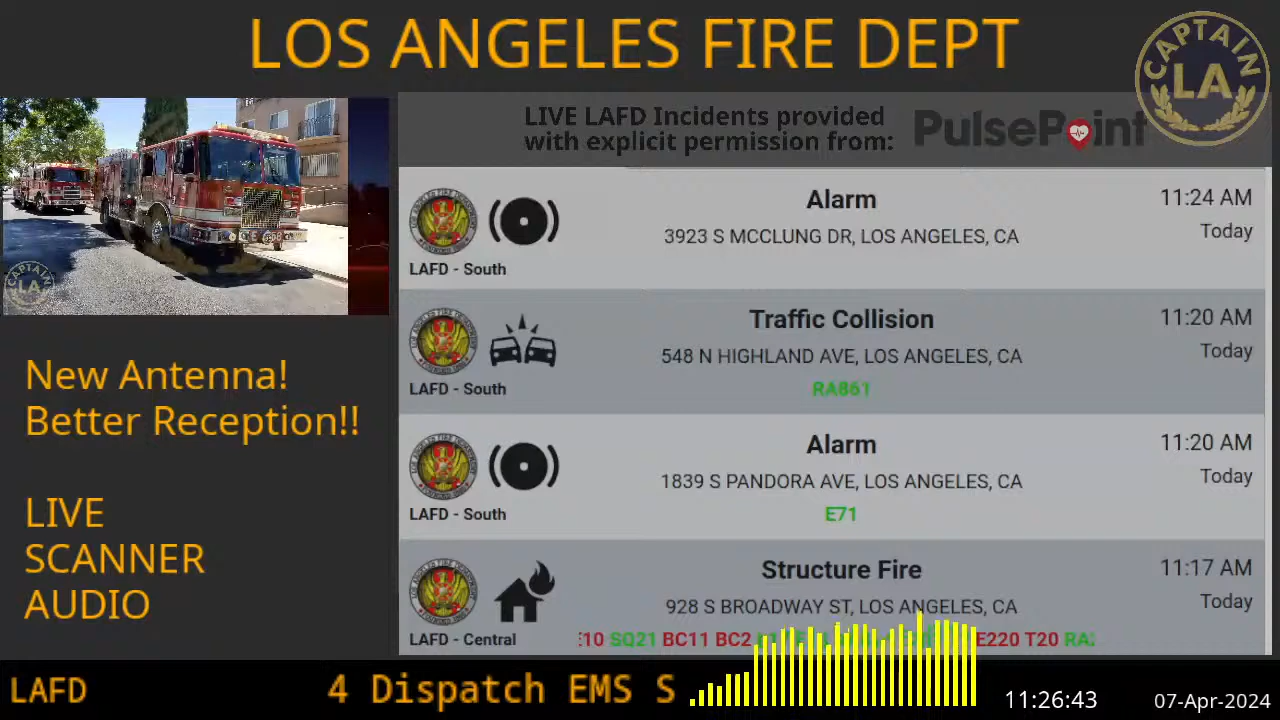 LOS ANGELES FIRE DEPT
CAPTAIN
LA
LIVE LAFD Incidents provided
with explicit permission from:
PulsePoint
Alarm
11:24 AM
3923 S MCCLUNG DR, LOS ANGELES, CA
Today
LAFD - South
Traffic Collision
11:20 AM
548 N HIGHLAND AVE, LOS ANGELES, CA
Today
LAFD - South
RA861
Alarm
11:20 AM
1839 S PANDORA AVE, LOS ANGELES, CA
Today
LAFD - South
E71
Structure Fire
11:17 AM
928 S BROADWAY ST, LOS ANGELES, CA
Today
LAFD - Central
E10 SQ21 BC11 BC2 E220 T20
CAPTAIN
LA
New Antenna!
Better Reception!!
LIVE
SCANNER
AUDIO
LAFD
4 Dispatch EMS S
11:26:43
07-Apr-2024